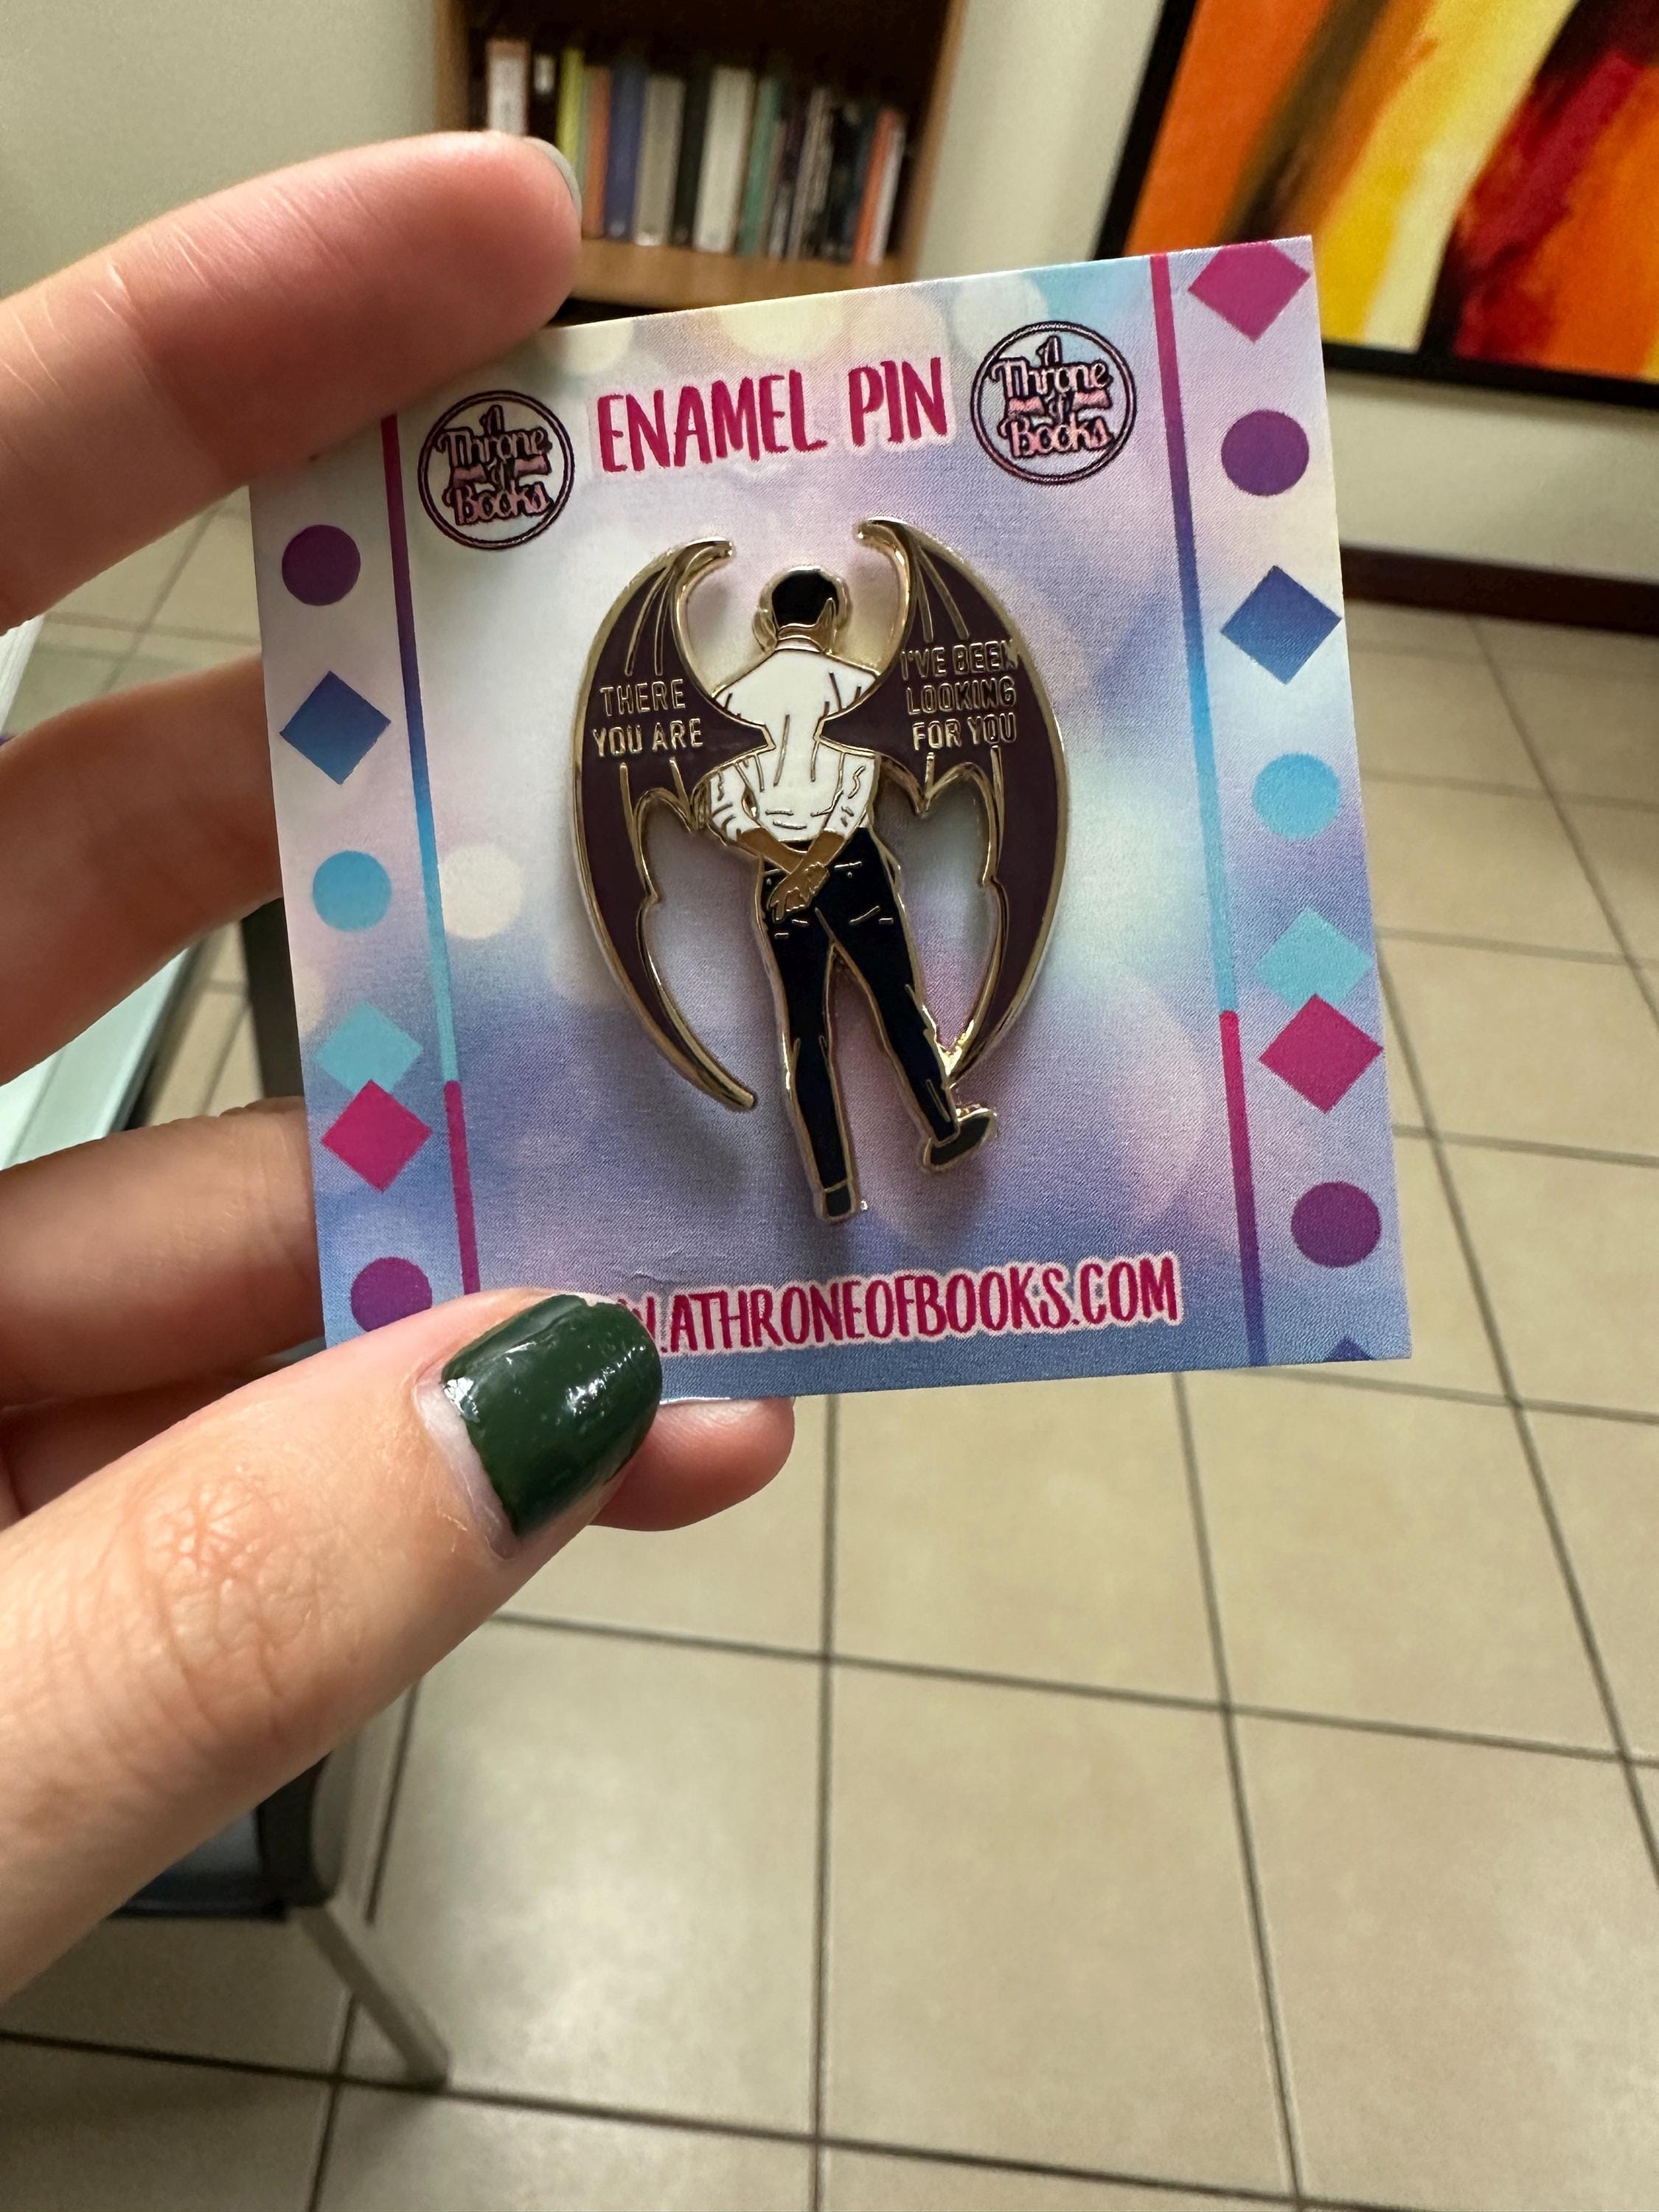 ENAMEL PIN
A
Throne
of
Books
A
Throne
of
Books
THERE
YOU ARE
I'VE BEEN
LOOKING
FOR YOU
.ATHRONEOFBOOKS.COM